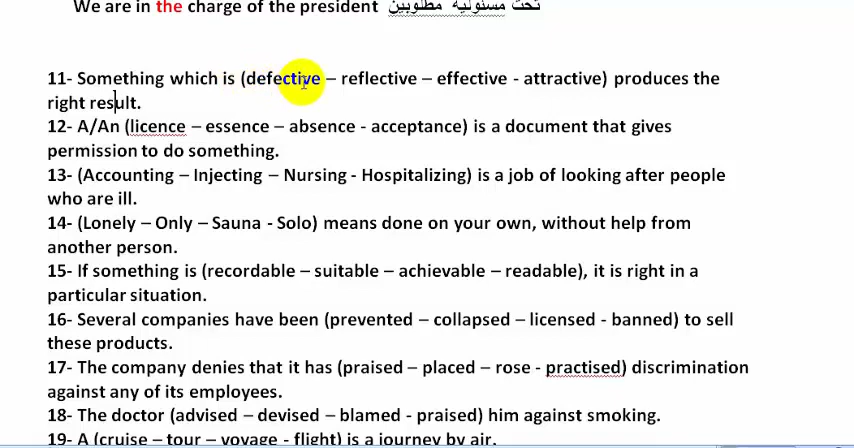 We are in the charge of the president تحت مسئولية مطلوبين
11- Something which is (defective – reflective – effective - attractive) produces the
right result.
12- A/An (licence – essence – absence - acceptance) is a document that gives
permission to do something.
13- (Accounting – Injecting – Nursing - Hospitalizing) is a job of looking after people
who are ill.
14- (Lonely – Only – Sauna - Solo) means done on your own, without help from
another person.
15- If something is (recordable – suitable – achievable – readable), it is right in a
particular situation.
16- Several companies have been (prevented – collapsed – licensed - banned) to sell
these products.
17- The company denies that it has (praised – placed – rose - practised) discrimination
against any of its employees.
18- The doctor (advised – devised – blamed - praised) him against smoking.
19- A (cruise – tour – voyage - flight) is a journey by air.